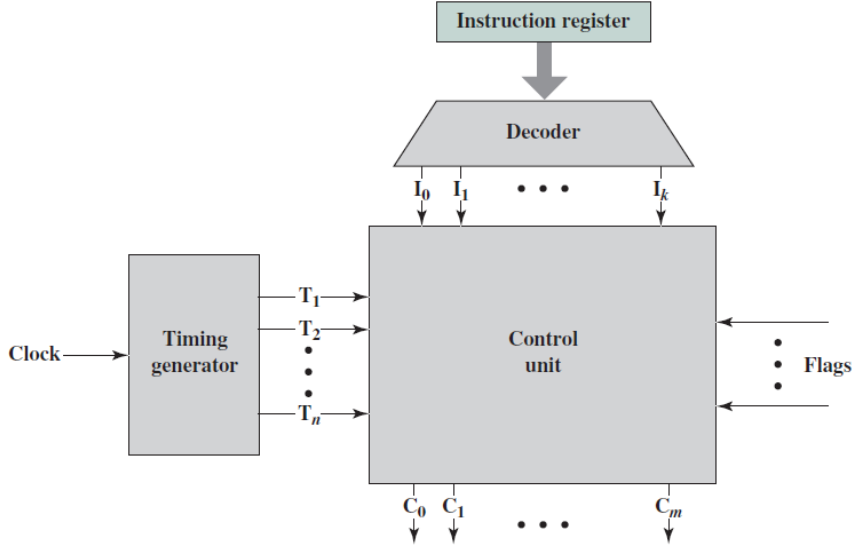 Instruction register
Decoder
I0 I1 • • • Ik
Clock
Timing
generator
T1
T2
•
•
•
Tn
Control
unit
•
•
•
Flags
C0 C1 • • • Cm